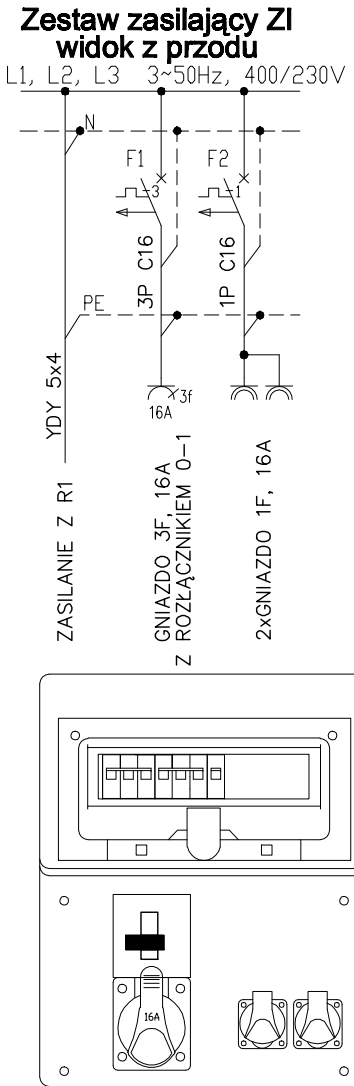 Zestaw zasilający ZI
widok z przodu
L1, L2, L3 3~50Hz, 400/230V
N
F1
F2
3
1
3P C16
1P C16
PE
YDY 5x4
3f
16A
ZASILANIE Z R1
GNIAZDO 3F, 16A
Z ROZŁĄCZNIKIEM 0-1
2xGNIAZDO 1F, 16A
16A